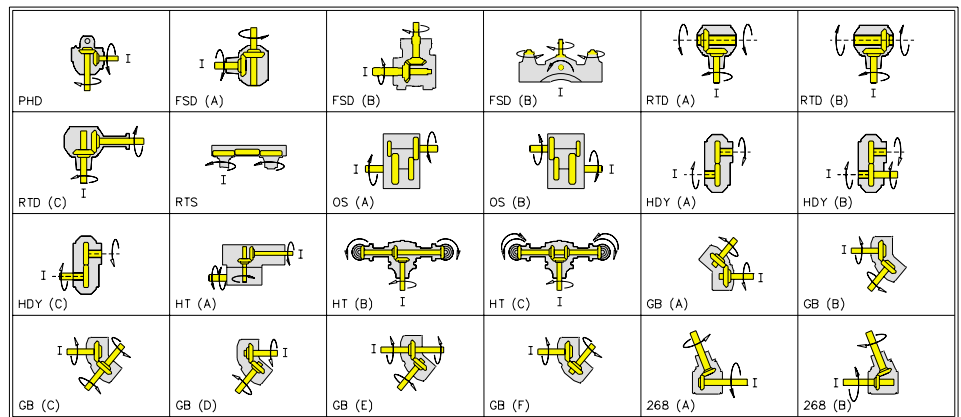 I
PHD
I
FSD (A)
I
FSD (B)
I
FSD (B)
I
RTD (A)
I
RTD (B)
I
RTD (C)
I
RTS
I
OS (A)
I
OS (B)
I
HDY (A)
I
HDY (B)
I
HDY (C)
I
HT (A)
I
HT (B)
I
HT (C)
I
GB (A)
I
GB (B)
I
GB (C)
I
GB (D)
I
GB (E)
I
GB (F)
I
268 (A)
I
268 (B)